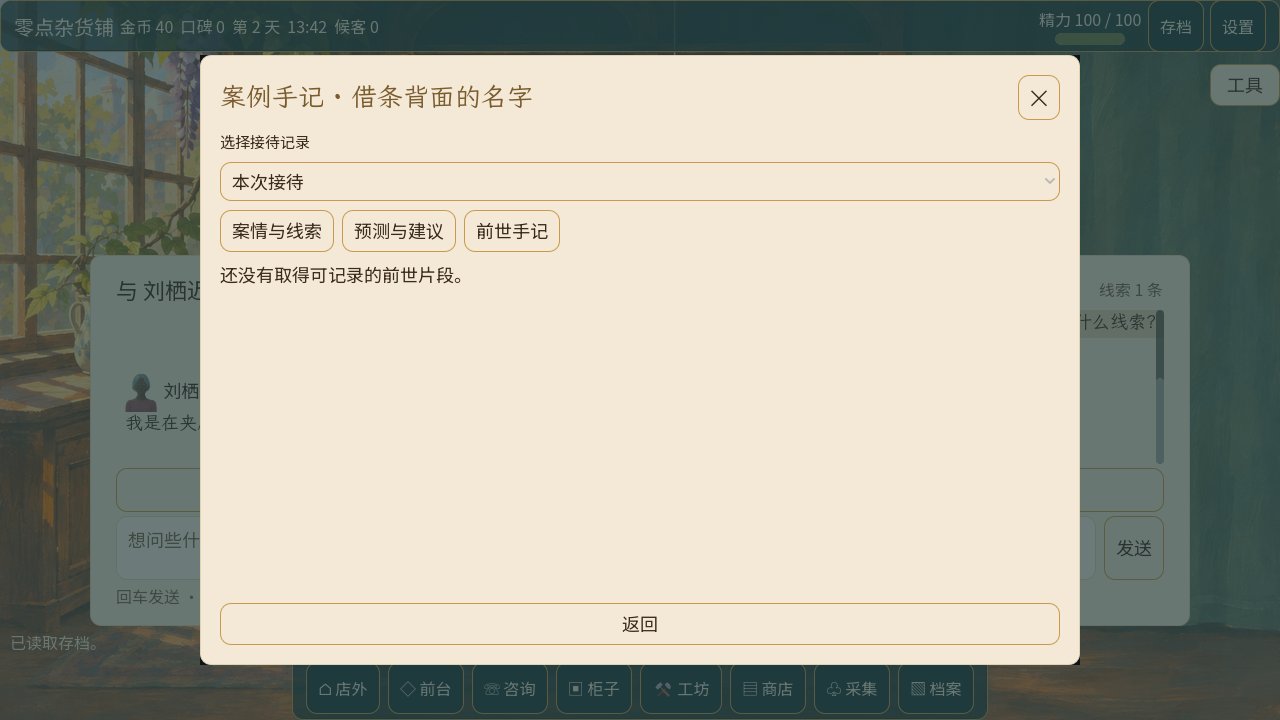 零点杂货铺 金币 40 口碑 0 第 2 天 13:42 候客 0 精力 100 / 100 存档 设置
工具
案例手记・借条背面的名字
选择接待记录
本次接待
案情与线索 预测与建议 前世手记
还没有取得可记录的前世片段。
与 刘栖迟 线索 1 条
什么线索?
刘栖
我是在夹
想问些什 发送
回车发送 ・
返回
已读取存档。
店外 前台 咨询 柜子 工坊 商店 采集 档案